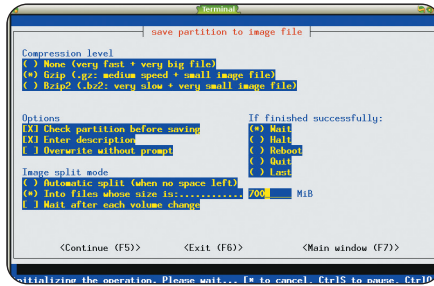 Terminal
save partition to image file
Compression level
( ) None (very fast + very big file)
(*) Gzip (.gz: medium speed + small image file)
( ) Bzip2 (.bz2: very slow + very small image file)
Options
[X] Check partition before saving
[X] Enter description
[ ] Overwrite without prompt
If finished successfully:
(*) Wait
( ) Halt
( ) Reboot
( ) Quit
( ) Last
Image split mode
( ) Automatic split (when no space left)
(*) Into files whose size is:............ 700 MiB
[ ] Wait after each volume change
<Continue (F5)> <Exit (F6)> <Main window (F7)>
nitializing the operation. Please wait... [* to cancel, CtrlS to pause, CtrlQ